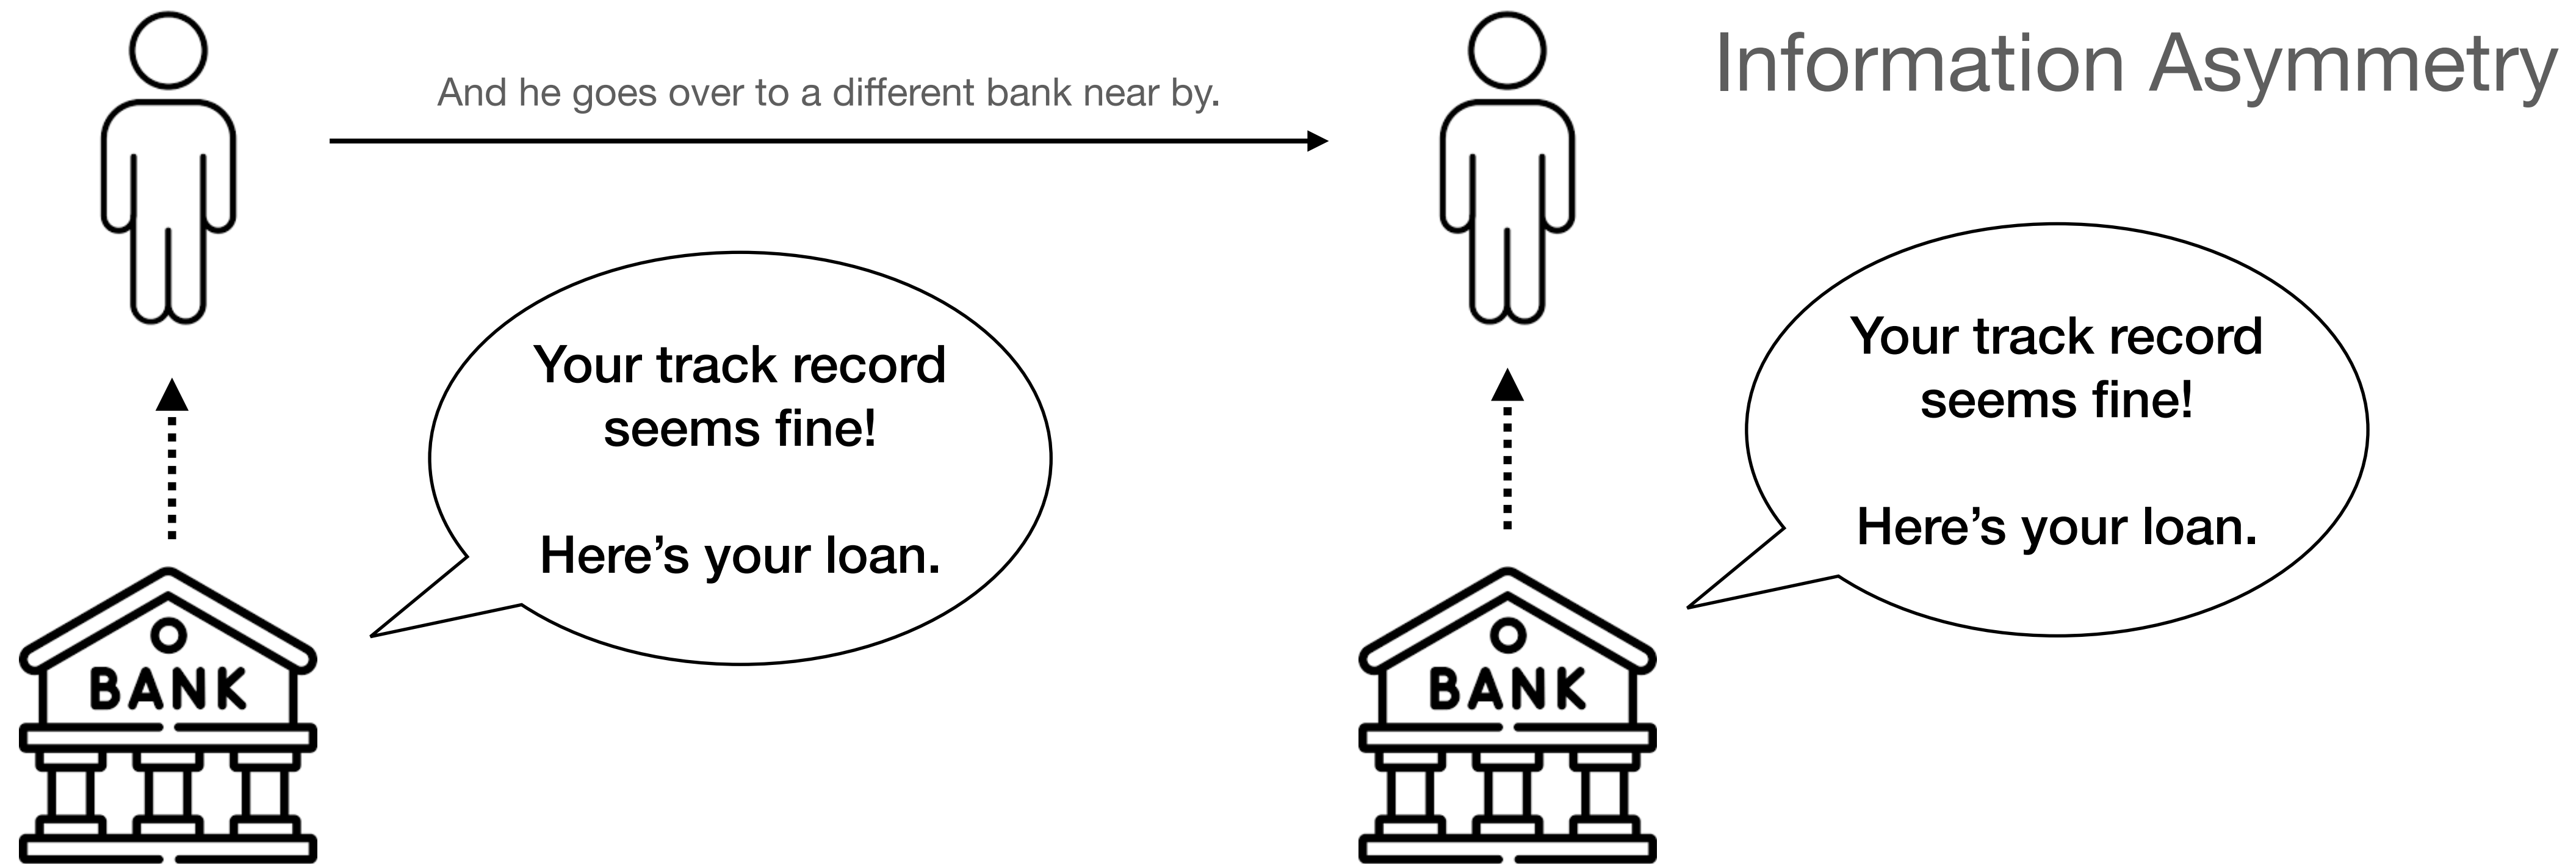 Information Asymmetry
And he goes over to a different bank near by.
Your track record
seems fine!
Here’s your loan.
BANK
Your track record
seems fine!
Here’s your loan.
BANK